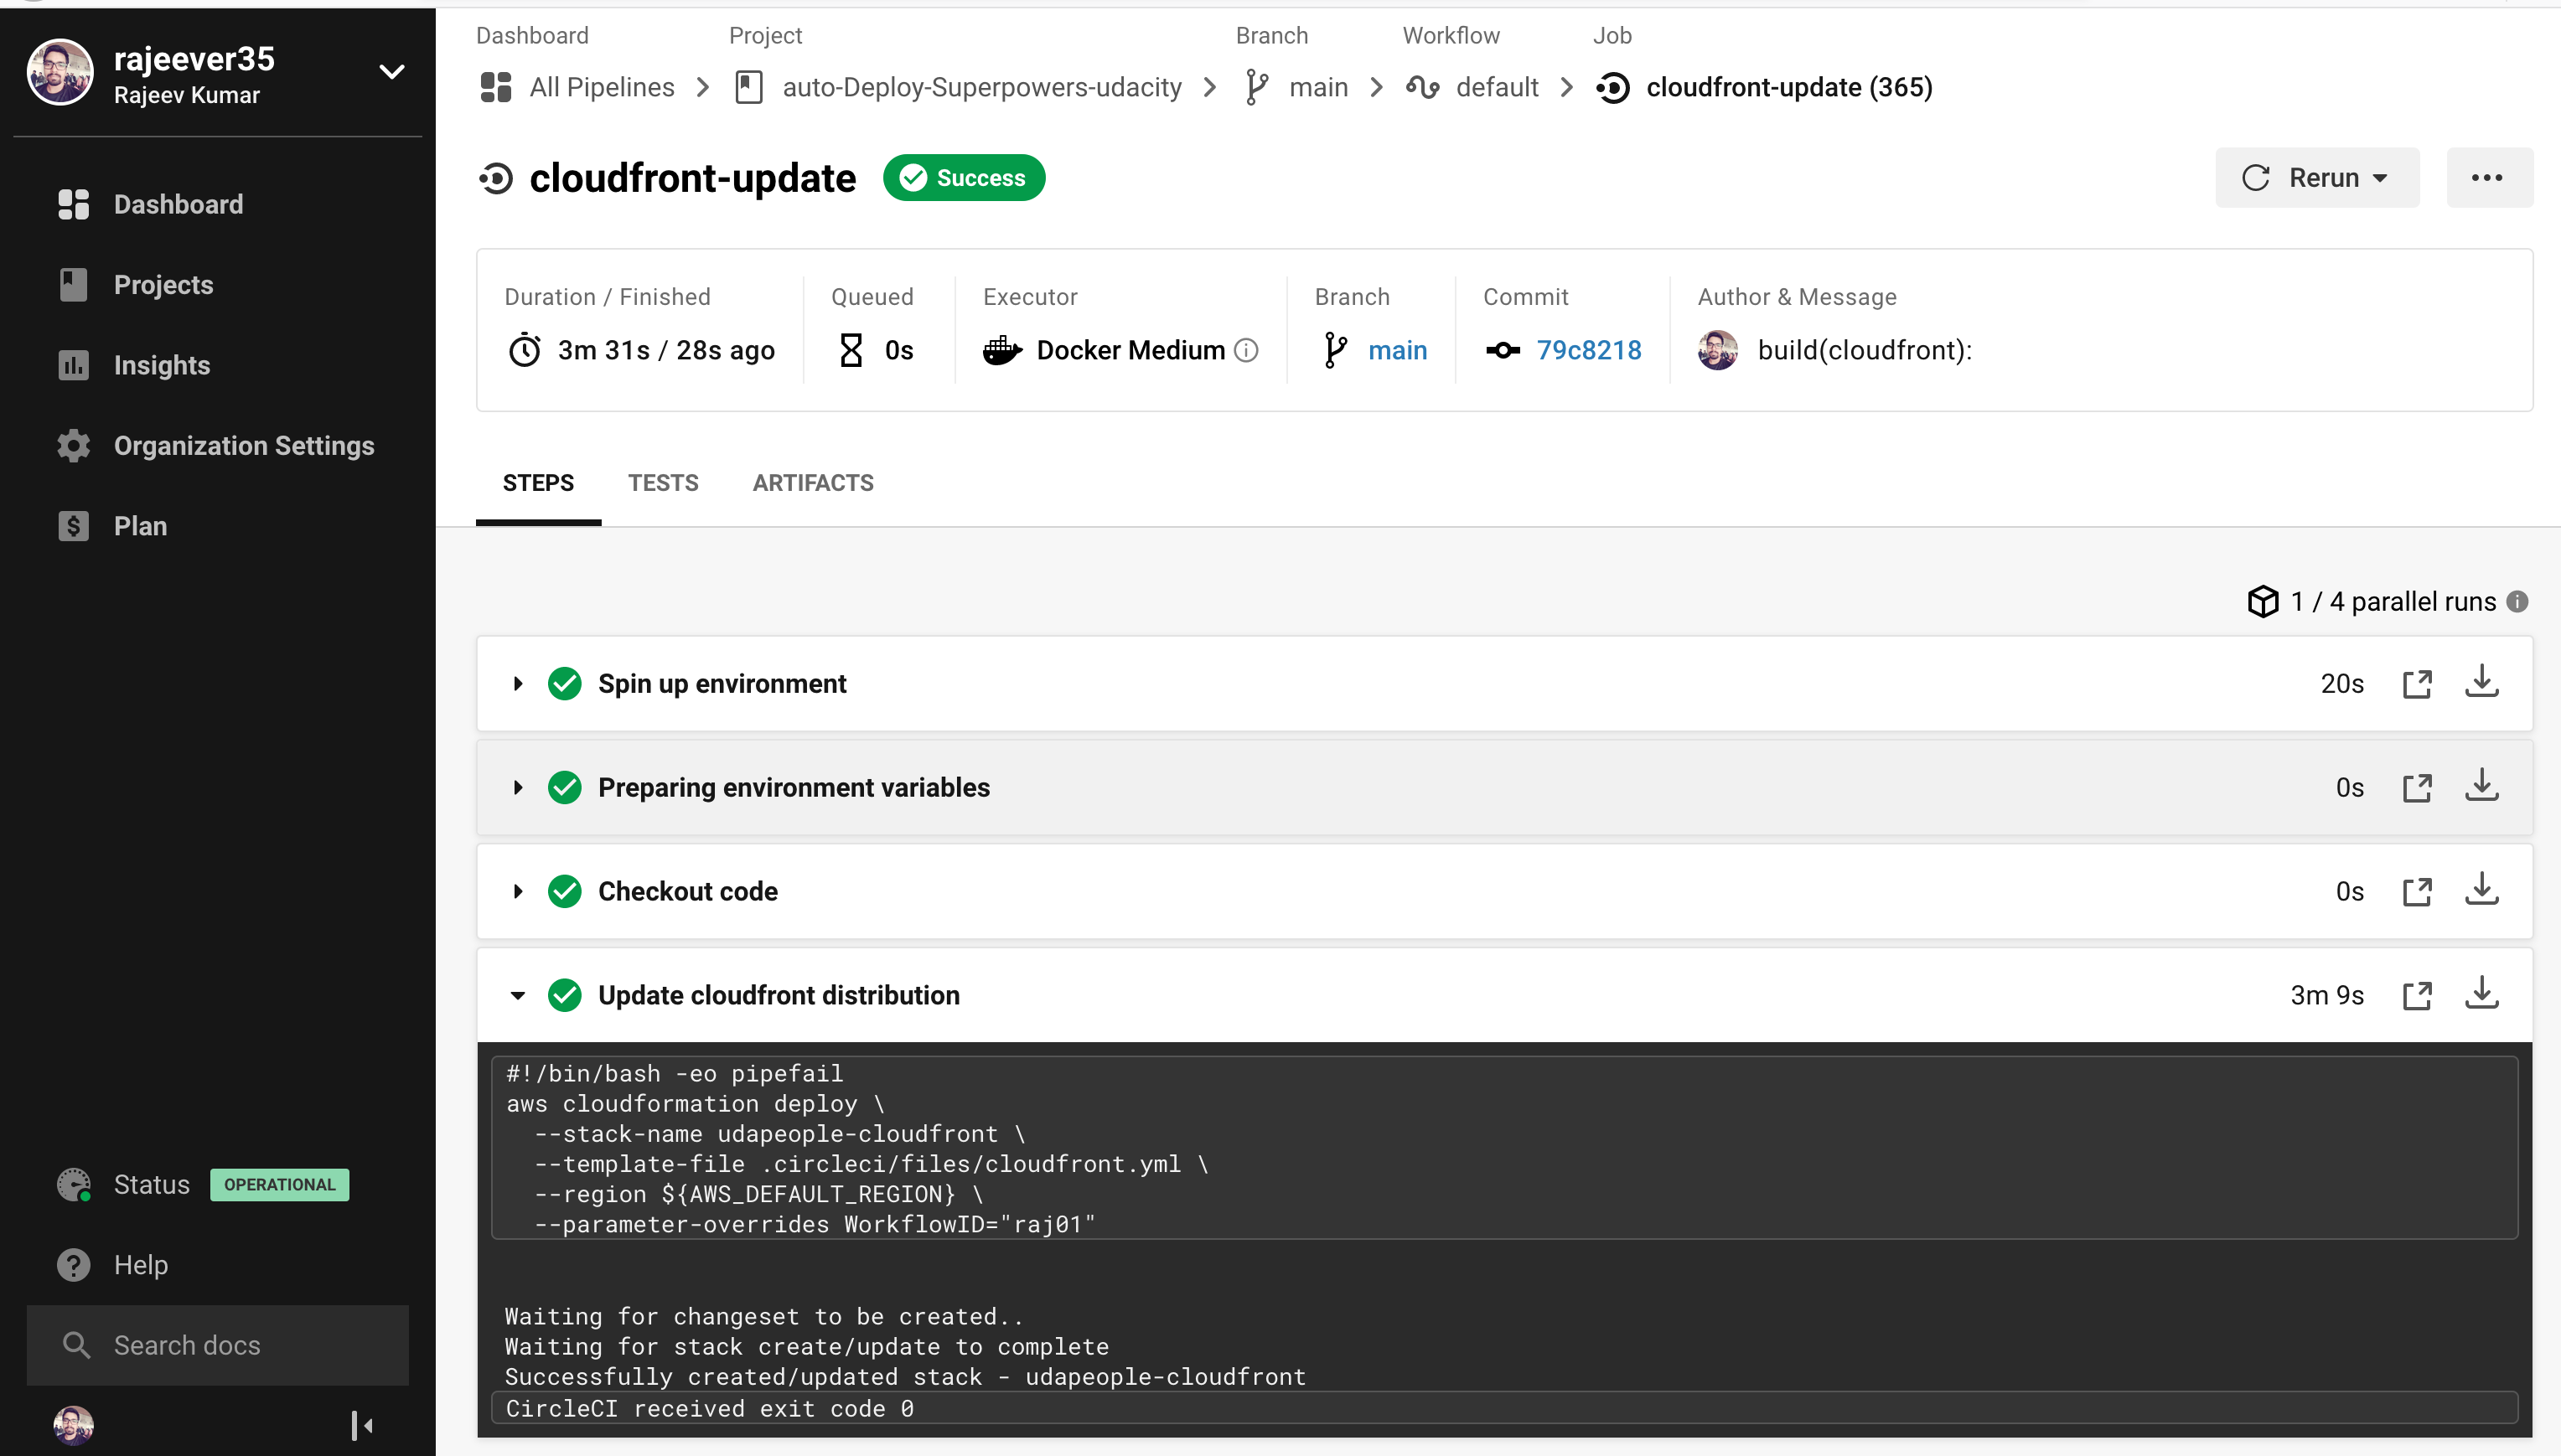 rajeever35
Rajeev Kumar
Dashboard
Projects
Insights
Organization Settings
Plan
Status OPERATIONAL
Help
Search docs
Dashboard Project Branch Workflow Job
All Pipelines auto-Deploy-Superpowers-udacity main default cloudfront-update (365)
cloudfront-update Success Rerun
Duration / Finished Queued Executor Branch Commit Author & Message
3m 31s / 28s ago 0s Docker Medium main 79c8218 build(cloudfront):
STEPS TESTS ARTIFACTS
1 / 4 parallel runs
Spin up environment 20s
Preparing environment variables 0s
Checkout code 0s
Update cloudfront distribution 3m 9s
#!/bin/bash -eo pipefail
aws cloudformation deploy \
--stack-name udapeople-cloudfront \
--template-file .circleci/files/cloudfront.yml \
--region ${AWS_DEFAULT_REGION} \
--parameter-overrides WorkflowID="raj01"
Waiting for changeset to be created..
Waiting for stack create/update to complete
Successfully created/updated stack - udapeople-cloudfront
CircleCI received exit code 0